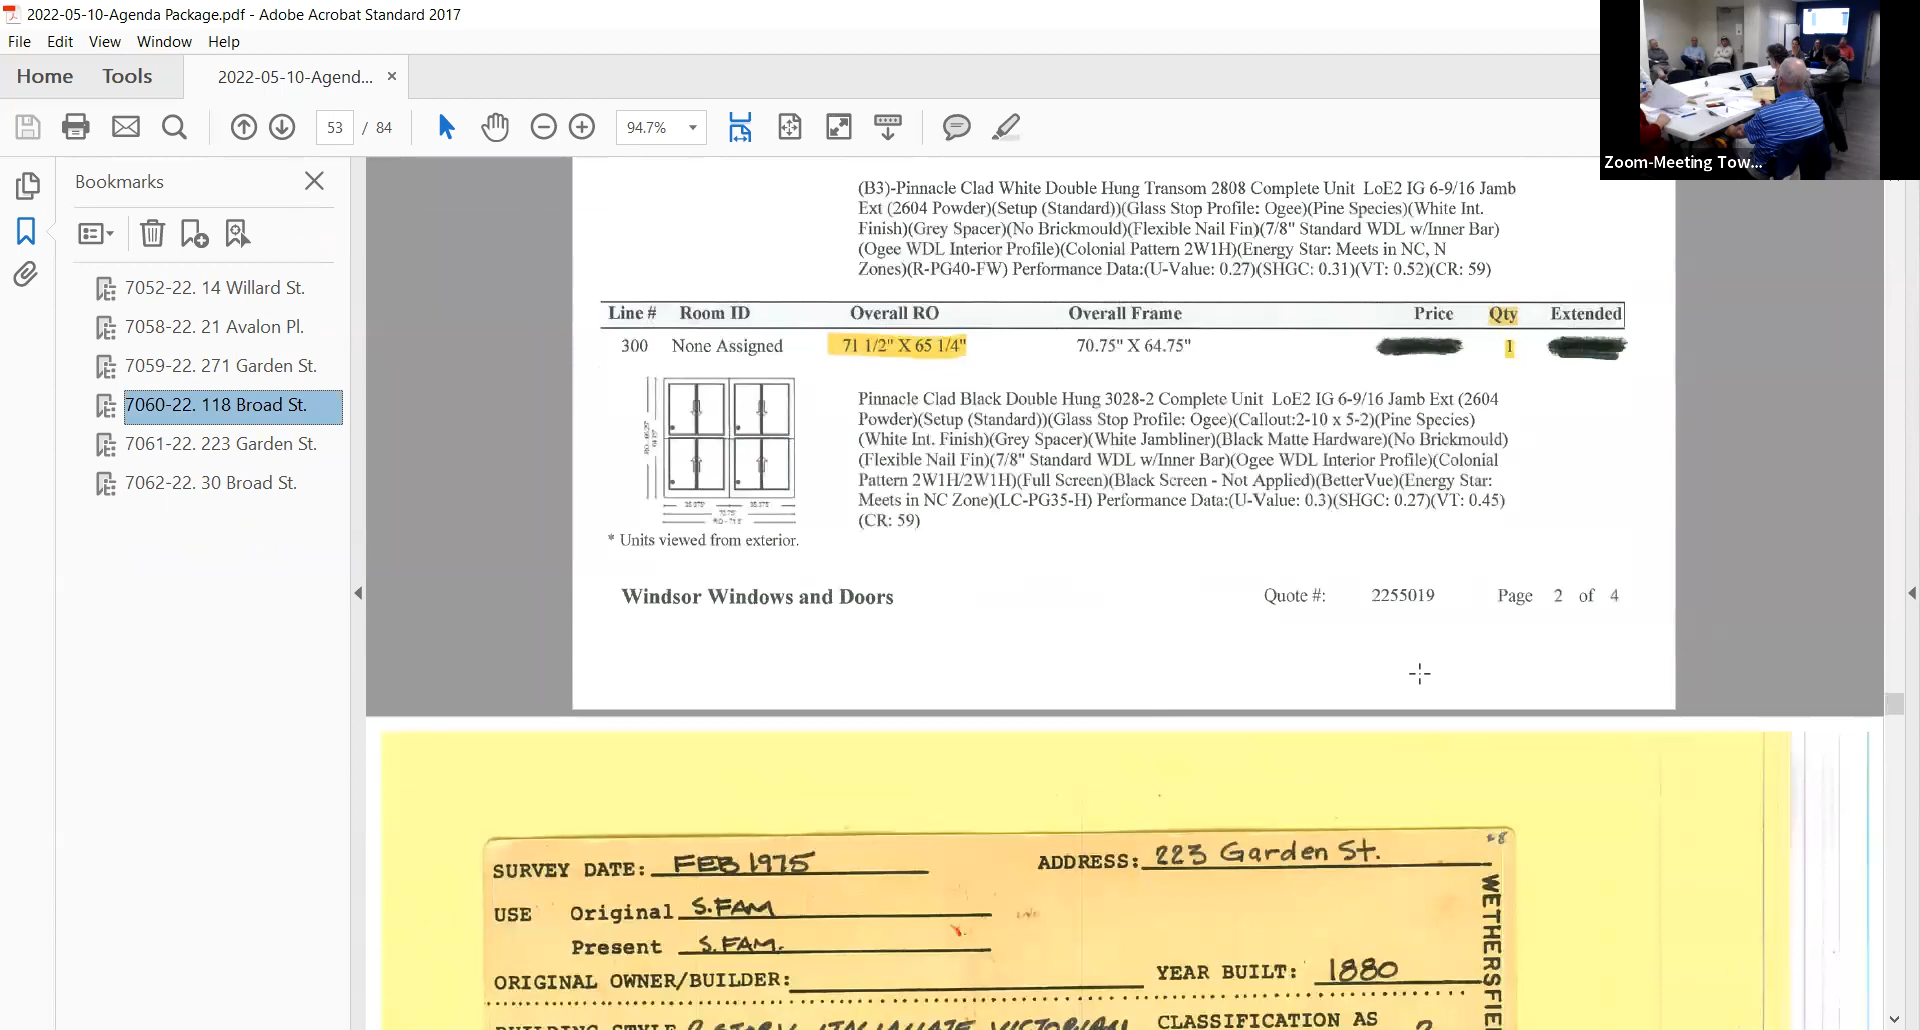 2022-05-10-Agenda Package.pdf - Adobe Acrobat Standard 2017
File Edit View Window Help
Home Tools 2022-05-10-Agend... ×
53 / 84 94.7%
Zoom-Meeting Tow...
Bookmarks
7052-22. 14 Willard St.
7058-22. 21 Avalon Pl.
7059-22. 271 Garden St.
7060-22. 118 Broad St.
7061-22. 223 Garden St.
7062-22. 30 Broad St.
(B3)-Pinnacle Clad White Double Hung Transom 2808 Complete Unit LoE2 IG 6-9/16 Jamb
Ext (2604 Powder)(Setup (Standard))(Glass Stop Profile: Ogee)(Pine Species)(White Int.
Finish)(Grey Spacer)(No Brickmould)(Flexible Nail Fin)(7/8" Standard WDL w/Inner Bar)
(Ogee WDL Interior Profile)(Colonial Pattern 2W1H)(Energy Star: Meets in NC, N
Zones)(R-PG40-FW) Performance Data:(U-Value: 0.27)(SHGC: 0.31)(VT: 0.52)(CR: 59)
Line # Room ID Overall RO Overall Frame Price Qty Extended
300 None Assigned 71 1/2" X 65 1/4" 70.75" X 64.75" 1
Pinnacle Clad Black Double Hung 3028-2 Complete Unit LoE2 IG 6-9/16 Jamb Ext (2604
Powder)(Setup (Standard))(Glass Stop Profile: Ogee)(Callout:2-10 x 5-2)(Pine Species)
(White Int. Finish)(Grey Spacer)(White Jambliner)(Black Matte Hardware)(No Brickmould)
(Flexible Nail Fin)(7/8" Standard WDL w/Inner Bar)(Ogee WDL Interior Profile)(Colonial
Pattern 2W1H/2W1H)(Full Screen)(Black Screen - Not Applied)(BetterVue)(Energy Star:
Meets in NC Zone)(LC-PG35-H) Performance Data:(U-Value: 0.3)(SHGC: 0.27)(VT: 0.45)
(CR: 59)
* Units viewed from exterior.
Windsor Windows and Doors Quote #: 2255019 Page 2 of 4
SURVEY DATE: FEB 1975 ADDRESS: 223 Garden St.
USE Original S.FAM
Present S.FAM.
ORIGINAL OWNER/BUILDER: YEAR BUILT: 1880
BUILDING STYLE 2 STORY ITALIANATE VICTORIAN CLASSIFICATION AS